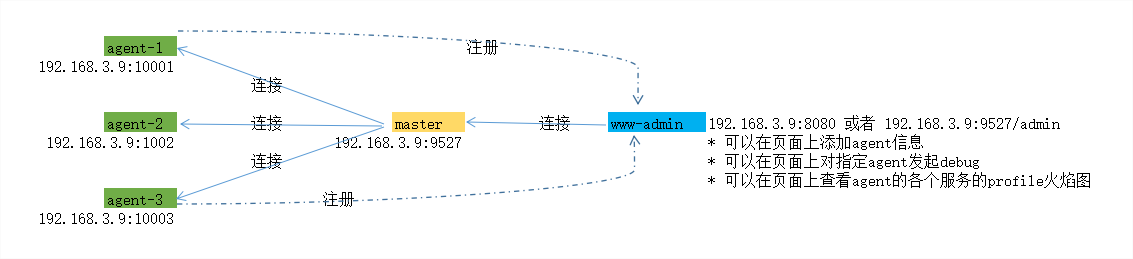 agent-1
192.168.3.9:10001
注册
连接
agent-2
192.168.3.9:1002
连接
master
192.168.3.9:9527
连接
www-admin
192.168.3.9:8080 或者 192.168.3.9:9527/admin
* 可以在页面上添加agent信息
* 可以在页面上对指定agent发起debug
* 可以在页面上查看agent的各个服务的profile火焰图
连接
agent-3
192.168.3.9:10003
注册